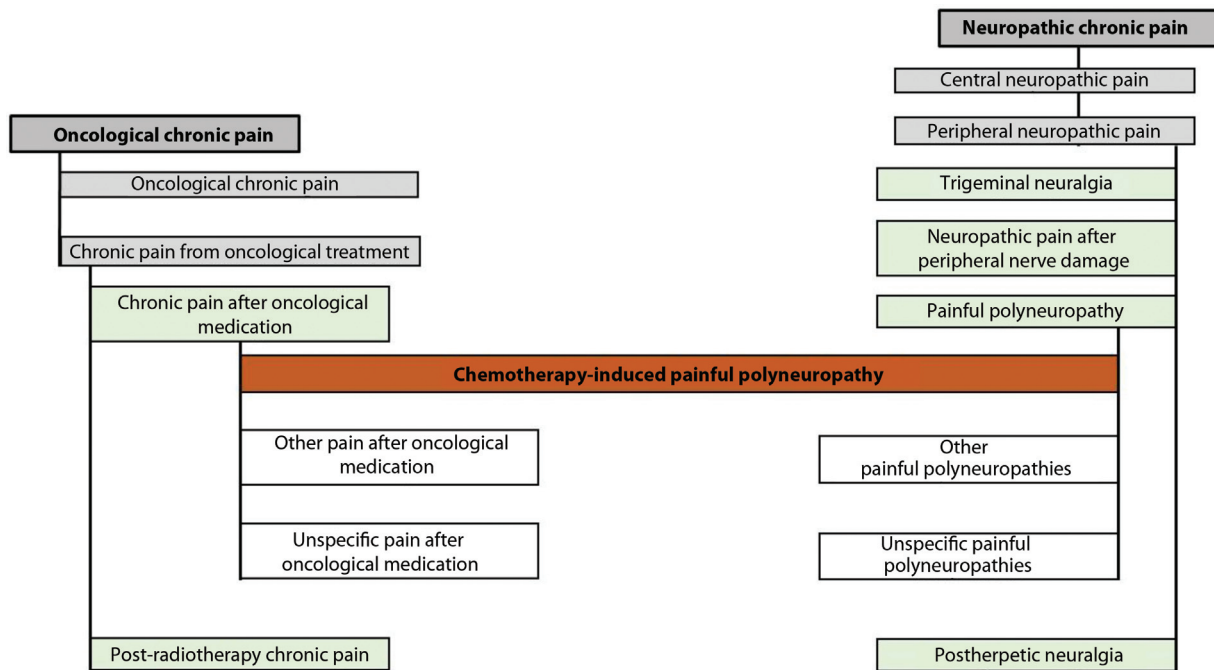 Oncological chronic pain
Oncological chronic pain
Chronic pain from oncological treatment
Chronic pain after oncological
medication
Neuropathic chronic pain
Central neuropathic pain
Peripheral neuropathic pain
Trigeminal neuralgia
Neuropathic pain after
peripheral nerve damage
Painful polyneuropathy
Chemotherapy-induced painful polyneuropathy
Other pain after oncological
medication
Unspecific pain after
oncological medication
Post-radiotherapy chronic pain
Other
painful polyneuropathies
Unspecific painful
polyneuropathies
Postherpetic neuralgia